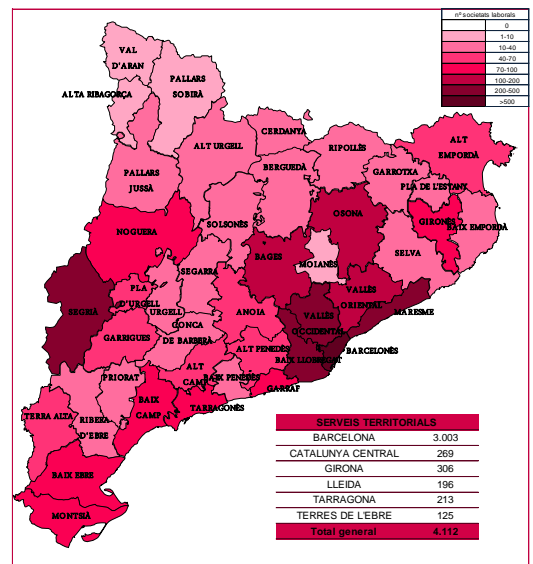 nº societats laborals
0
1-10
10-40
40-70
70-100
100-200
200-500
>500
VAL
D'ARAN
PALLARS
SOBIRÀ
ALTA RIBAGORÇA
ALT URGELL
CERDANYA
RIPOLLÈS
ALT
EMPORDÀ
BERGUEDÀ
GARROTXA
PLA DE L'ESTANY
PALLARS
JUSSÀ
SOLSONÈS
OSONA
GIRONÈS
BAIX EMPORDÀ
NOGUERA
BAGES
MOIANÈS
SELVA
SEGARRA
PLA
D'URGELL
URGELL
SEGRIÀ
ANOIA
VALLÈS
ORIENTAL
VALLÈS
OCCIDENTAL
MARESME
CONCA
DE BARBERÀ
GARRIGUES
ALT PENEDÈS
BAIX LLOBREGAT
BARCELONÈS
PRIORAT
ALT
CAMP
BAIX PENEDÈS
GARRAF
BAIX
CAMP
TARRAGONÈS
TERRA ALTA
RIBERA
D'EBRE
BAIX EBRE
MONTSIÀ
SERVEIS TERRITORIALS
BARCELONA 3.003
CATALUNYA CENTRAL 269
GIRONA 306
LLEIDA 196
TARRAGONA 213
TERRES DE L'EBRE 125
Total general 4.112